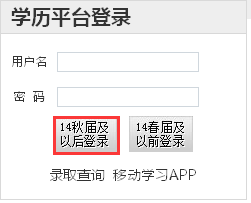 学历平台登录
用户名
密 码
14秋届及 14春届及
以后登录 以前登录
录取查询 移动学习APP